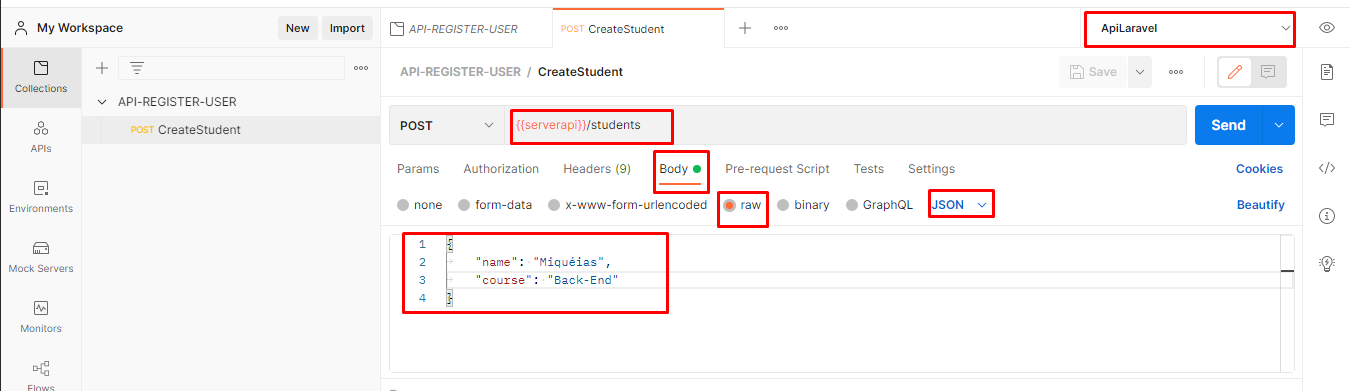 My Workspace
New
Import
API-REGISTER-USER
POST CreateStudent
ApiLaravel
Collections
APIs
Environments
Mock Servers
Monitors
Flows
API-REGISTER-USER
POST CreateStudent
API-REGISTER-USER / CreateStudent
Save
POST
{{serverapi}}/students
Send
Params
Authorization
Headers (9)
Body
Pre-request Script
Tests
Settings
Cookies
none
form-data
x-www-form-urlencoded
raw
binary
GraphQL
JSON
Beautify
1 {
2 "name": "Miquéias",
3 "course": "Back-End"
4 }